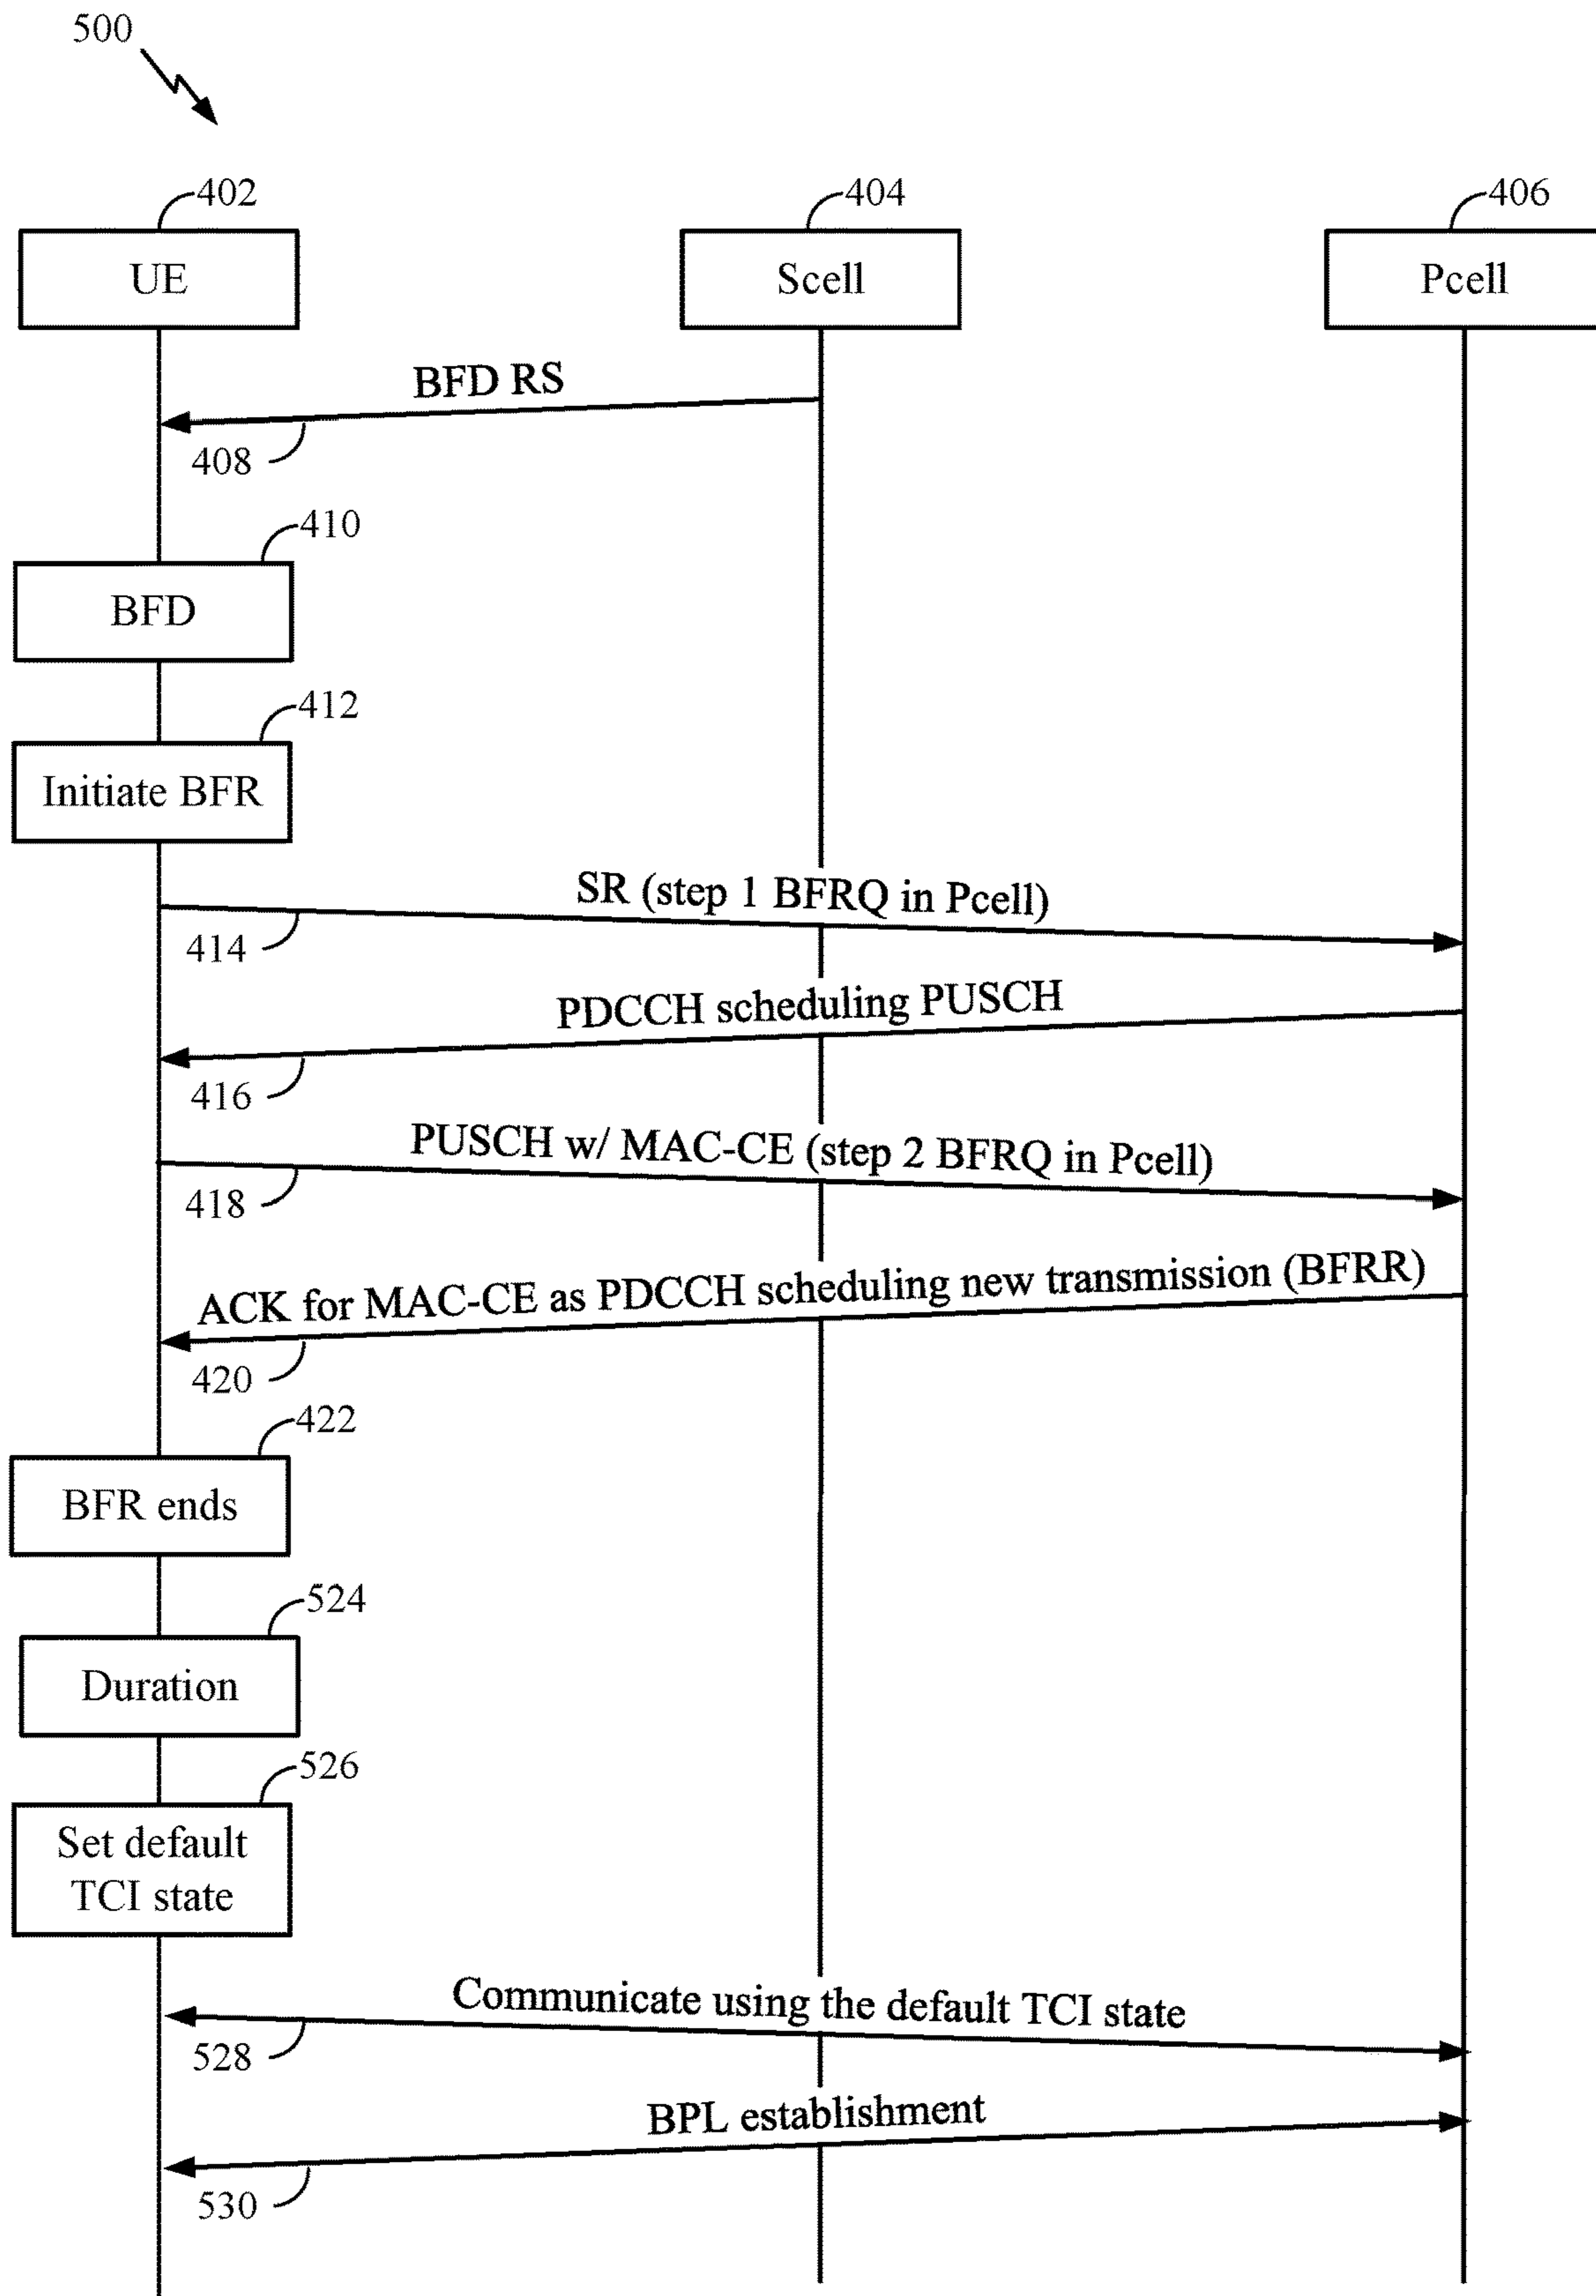 500
402
404
406
UE
Scell
Pcell
BFD RS
408
410
BFD
412
Initiate BFR
SR (step 1 BFRQ in Pcell)
414
PDCCH scheduling PUSCH
416
PUSCH w/ MAC-CE (step 2 BFRQ in Pcell)
418
ACK for MAC-CE as PDCCH scheduling new transmission (BFRR)
420
422
BFR ends
524
Duration
526
Set default
TCI state
Communicate using the default TCI state
528
BPL establishment
530